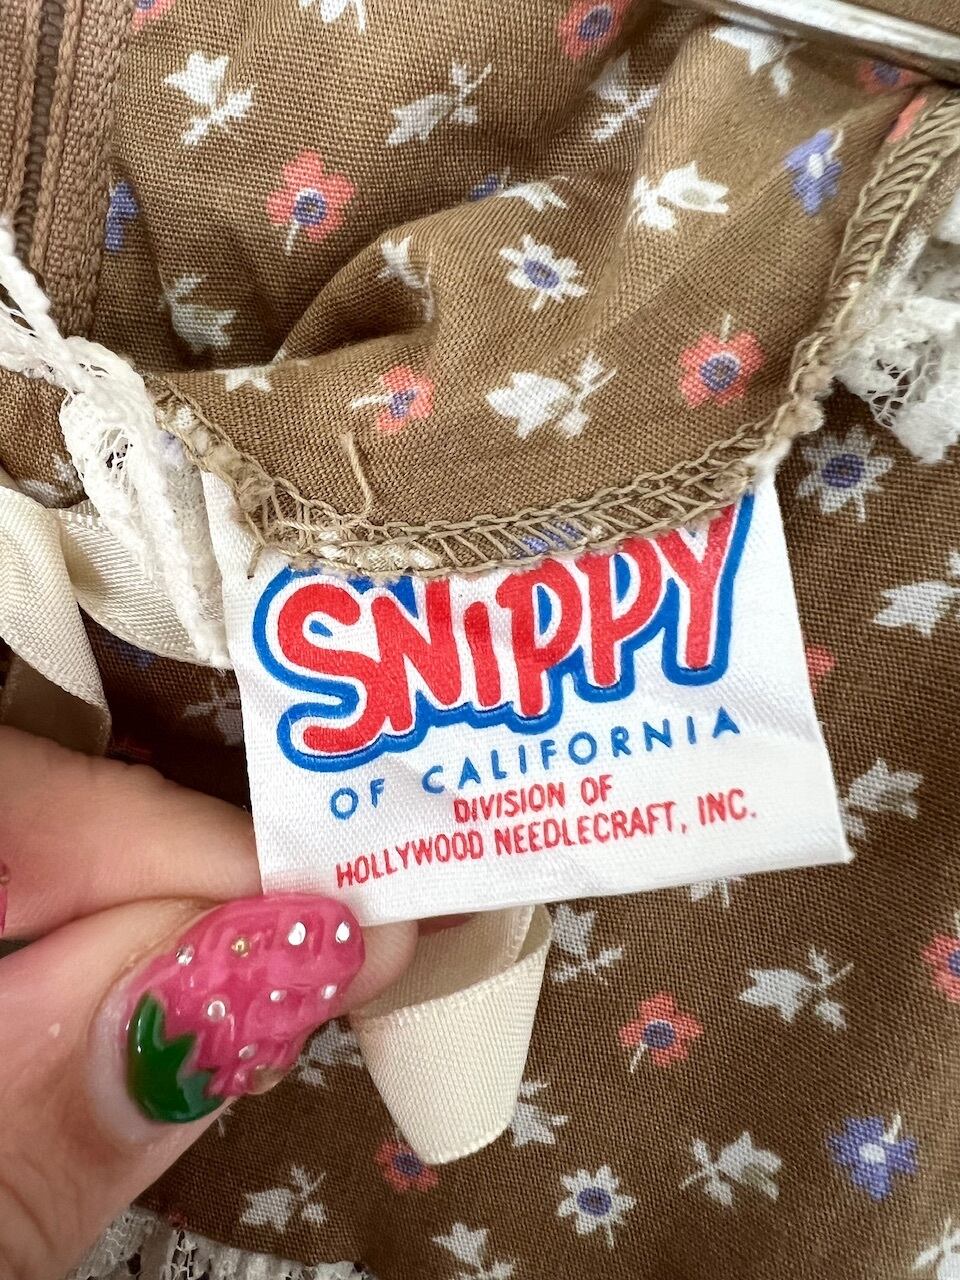 SNiPPY
OF CALIFORNIA
DIVISION OF
HOLLYWOOD NEEDLECRAFT, INC.